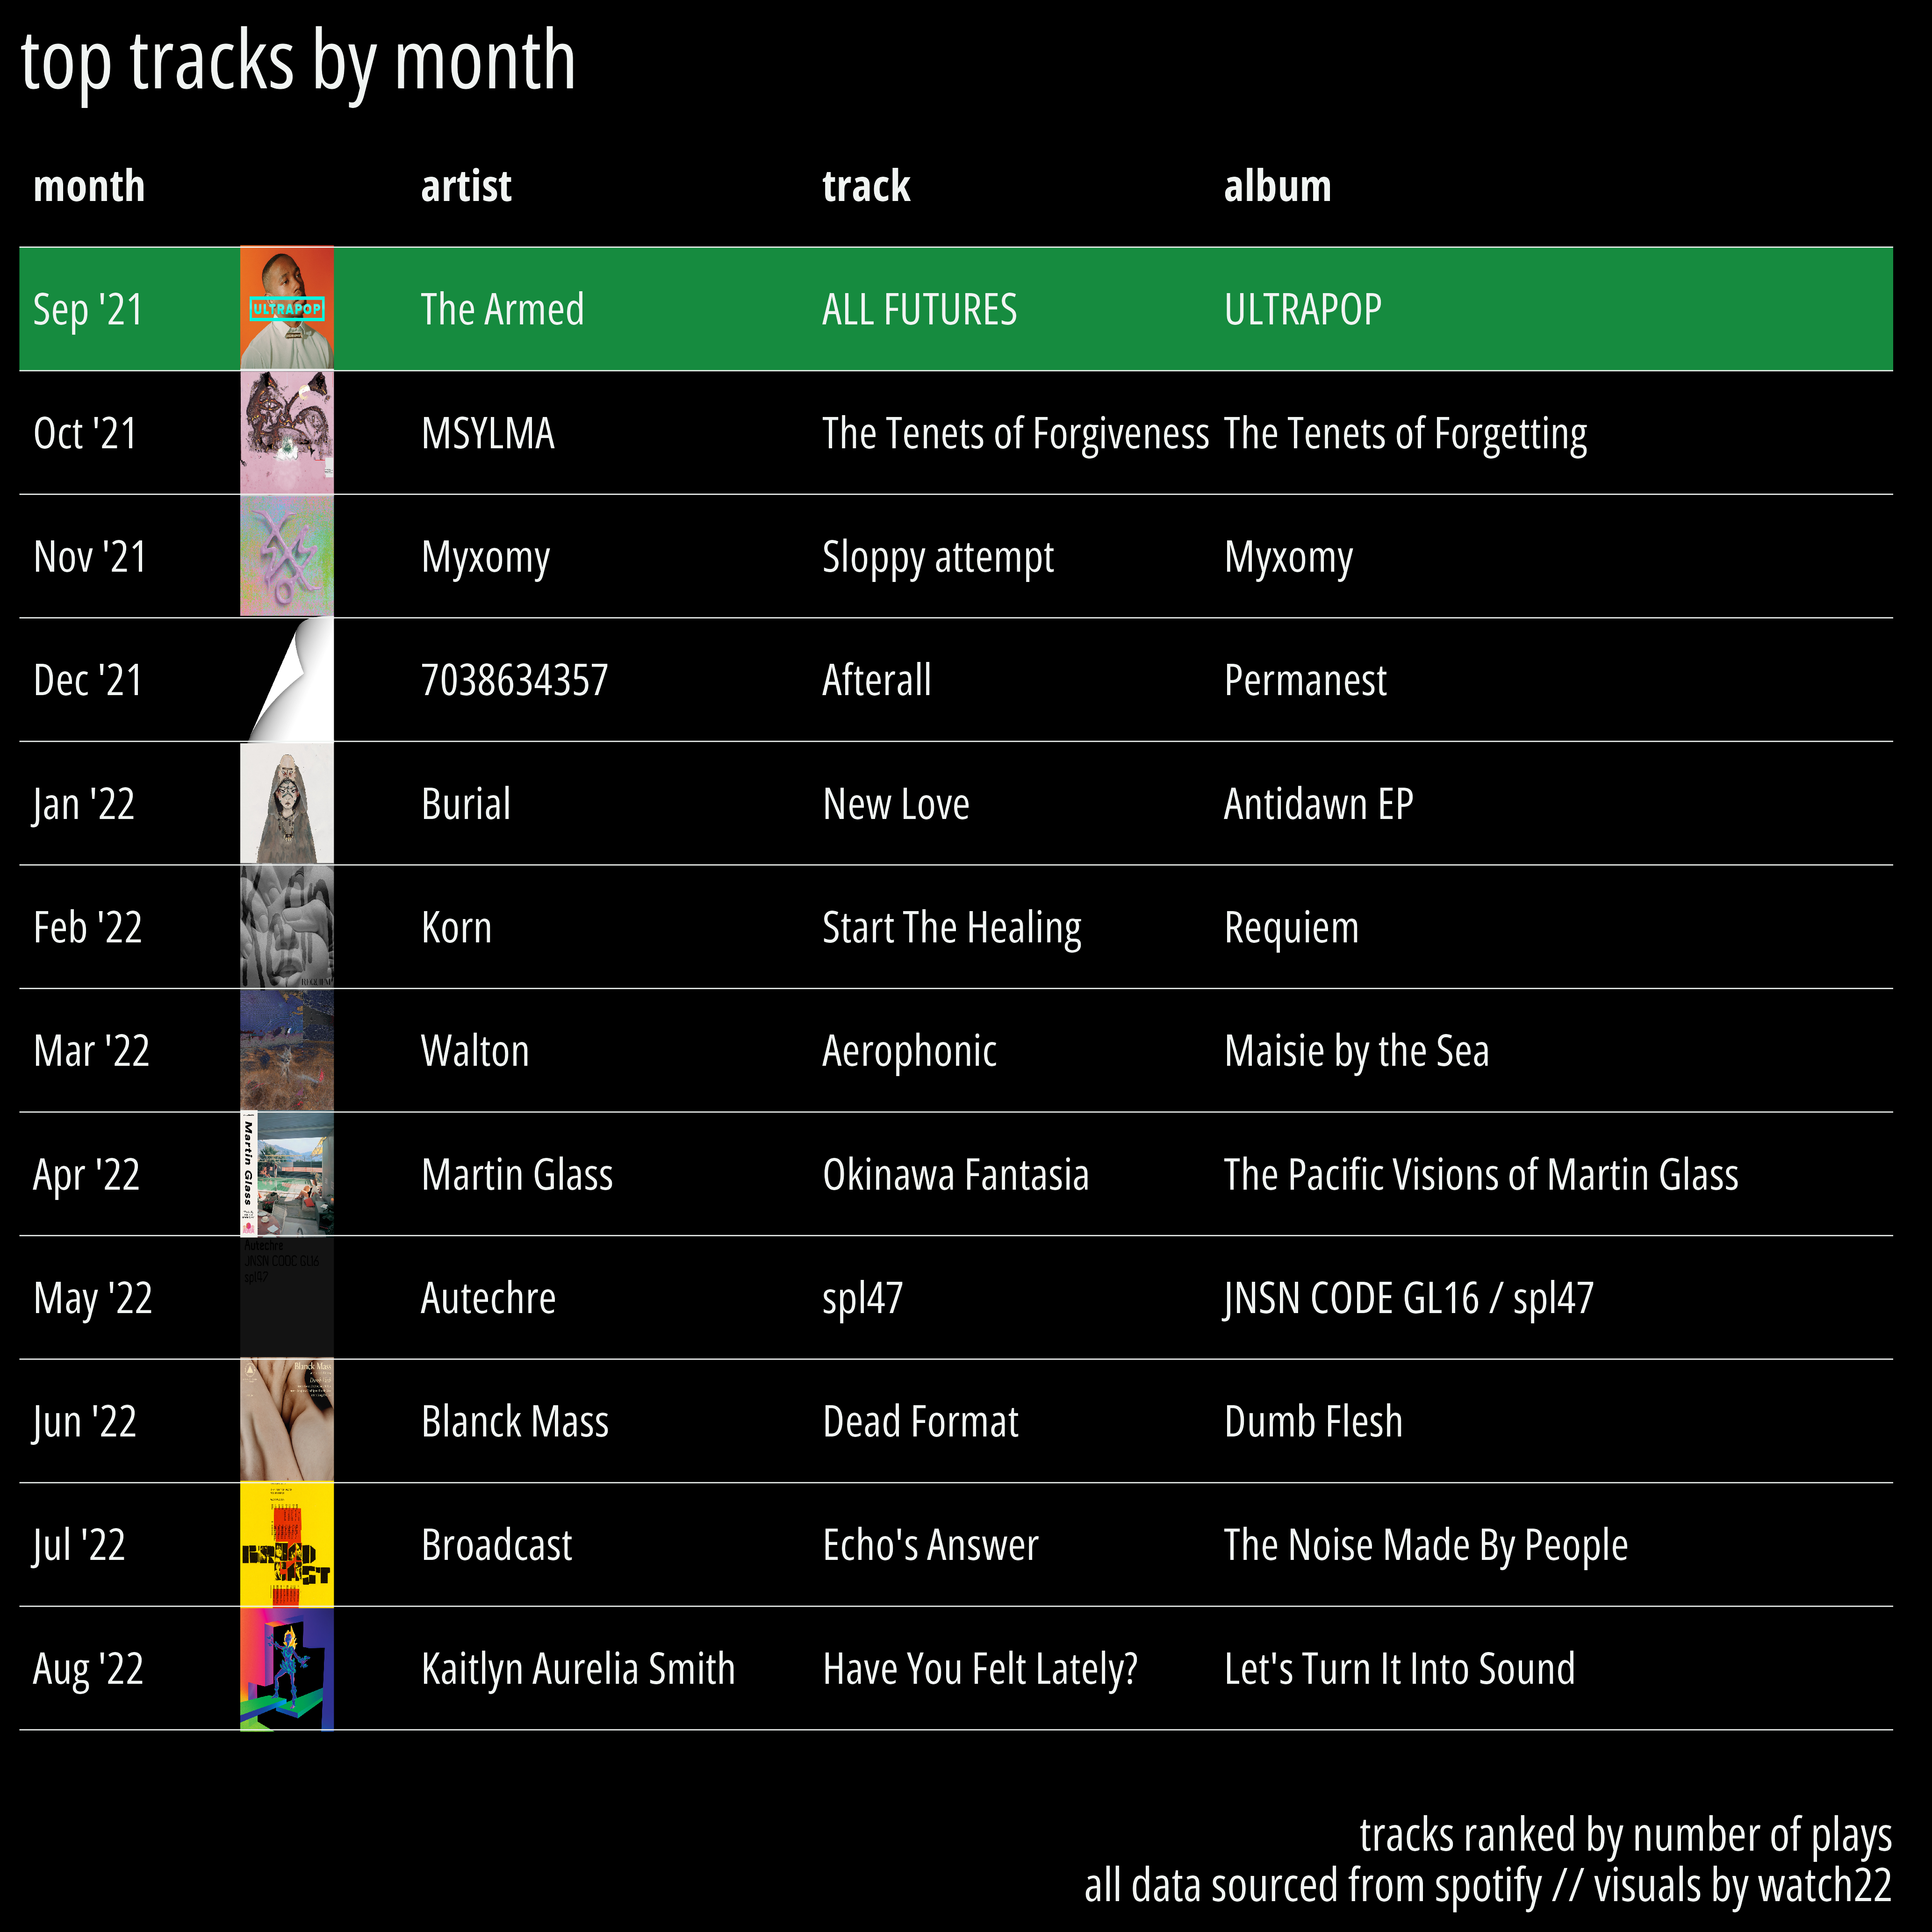 top tracks by month
month artist track album
Sep '21 ULTRAPOP The Armed ALL FUTURES ULTRAPOP
Oct '21 MSYLMA The Tenets of Forgiveness The Tenets of Forgetting
Nov '21 Myxomy Sloppy attempt Myxomy
Dec '21 7038634357 Afterall Permanest
Jan '22 Burial New Love Antidawn EP
Feb '22 REQUIEM Korn Start The Healing Requiem
Mar '22 Walton Aerophonic Maisie by the Sea
Apr '22 Martin Glass Martin Glass Okinawa Fantasia The Pacific Visions of Martin Glass
Autechre
JNSN CODE GL16
spl47
May '22 Autechre spl47 JNSN CODE GL16 / spl47
Blanck Mass
Jun '22 Blanck Mass Dead Format Dumb Flesh
Jul '22 BROADCAST Broadcast Echo's Answer The Noise Made By People
Aug '22 Kaitlyn Aurelia Smith Have You Felt Lately? Let's Turn It Into Sound
tracks ranked by number of plays
all data sourced from spotify // visuals by watch22